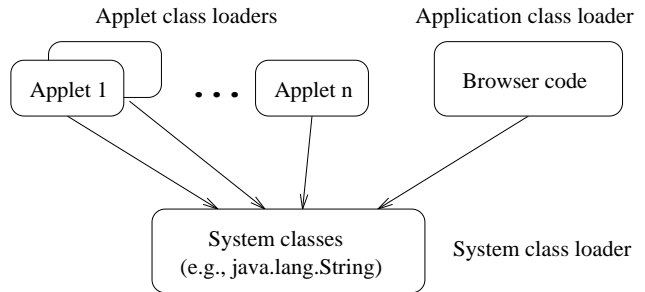 Applet class loaders
Application class loader
Applet 1
Applet n
Browser code
System classes
(e.g., java.lang.String)
System class loader